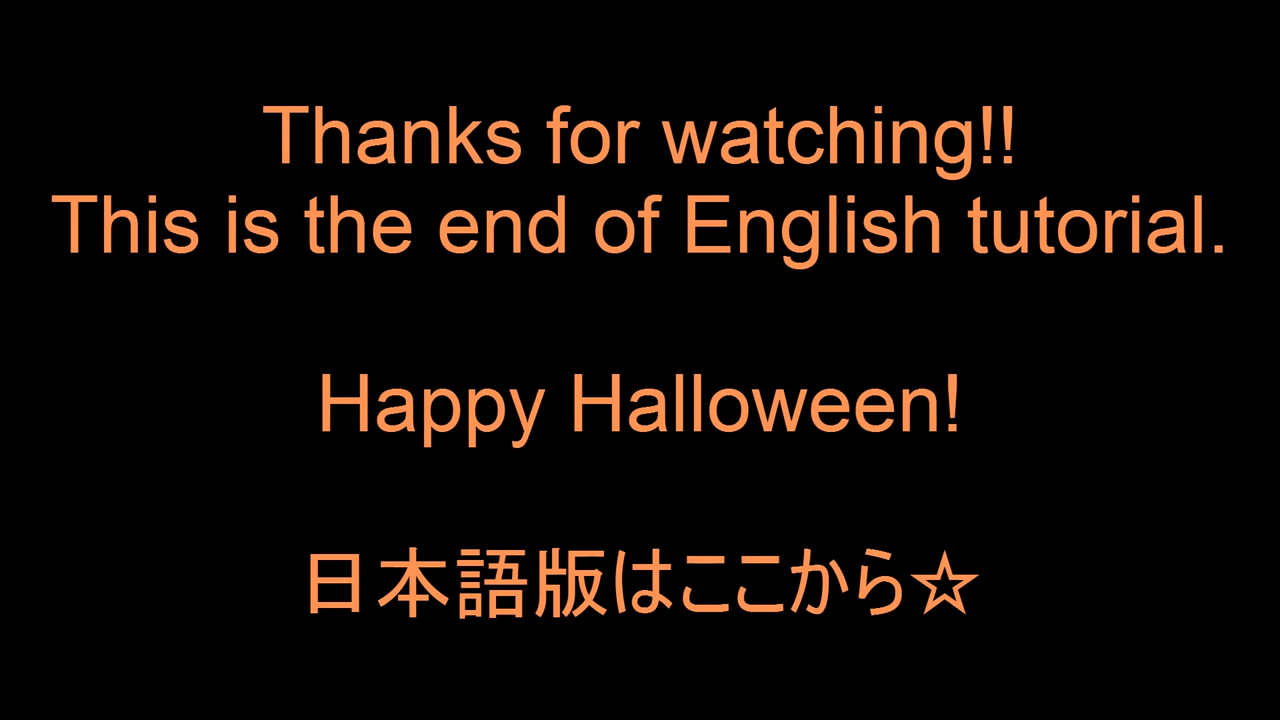 Thanks for watching!!
This is the end of English tutorial.
Happy Halloween!
日本語版はここから☆